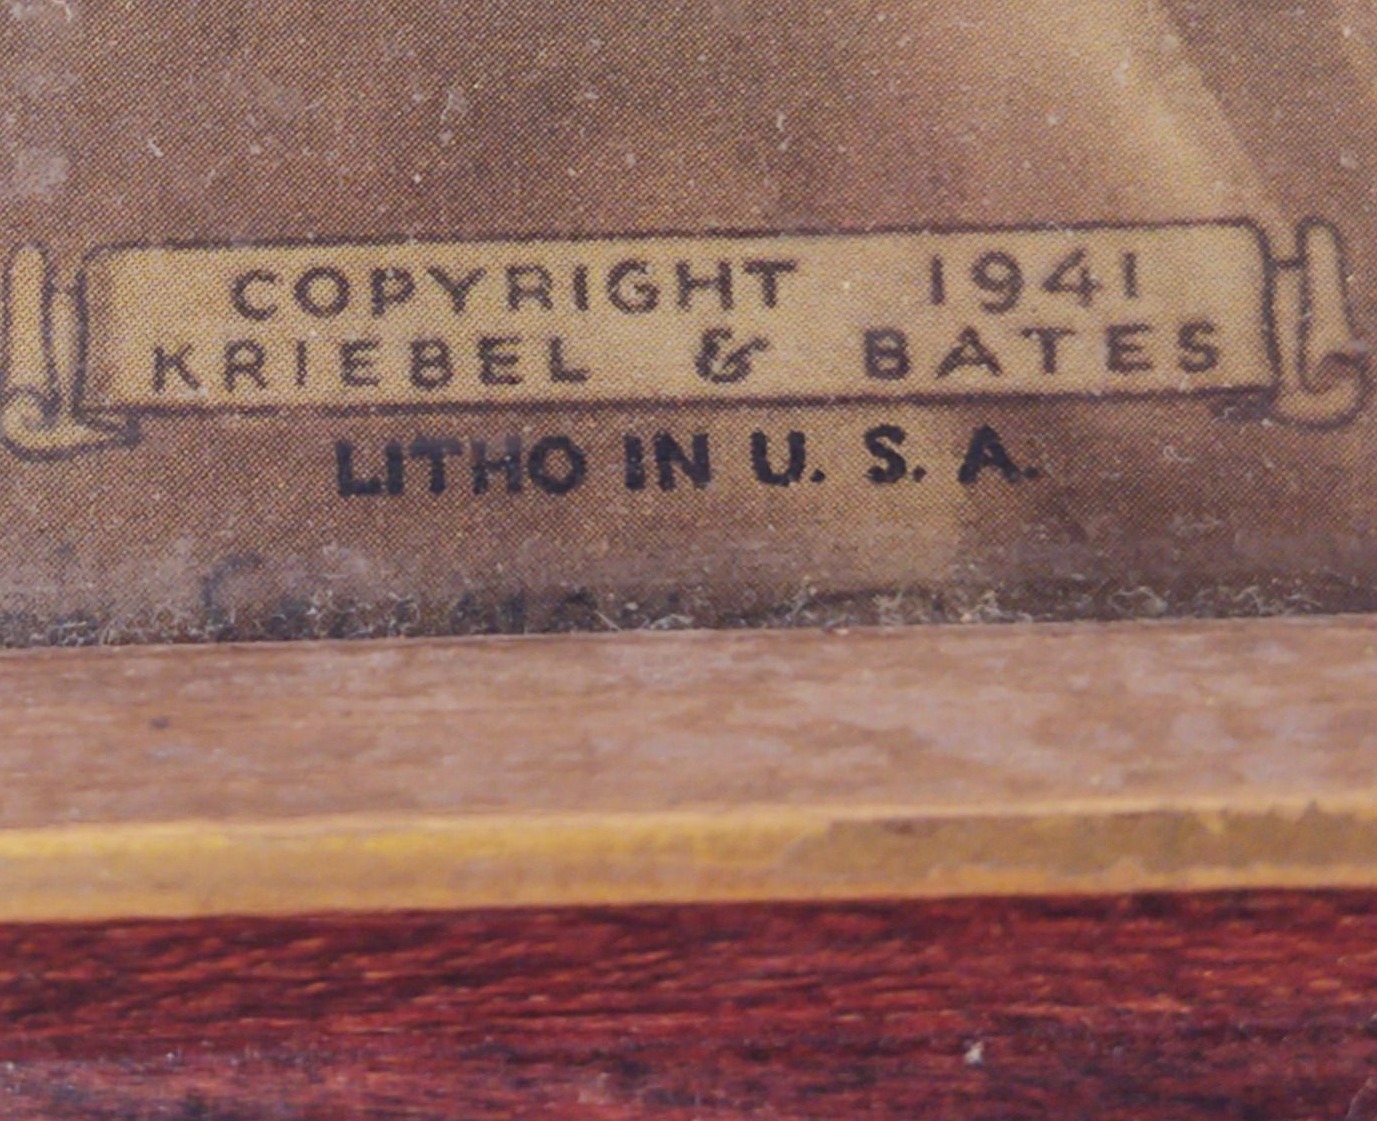 COPYRIGHT 1941
KRIEBEL & BATES
LITHO IN U. S. A.